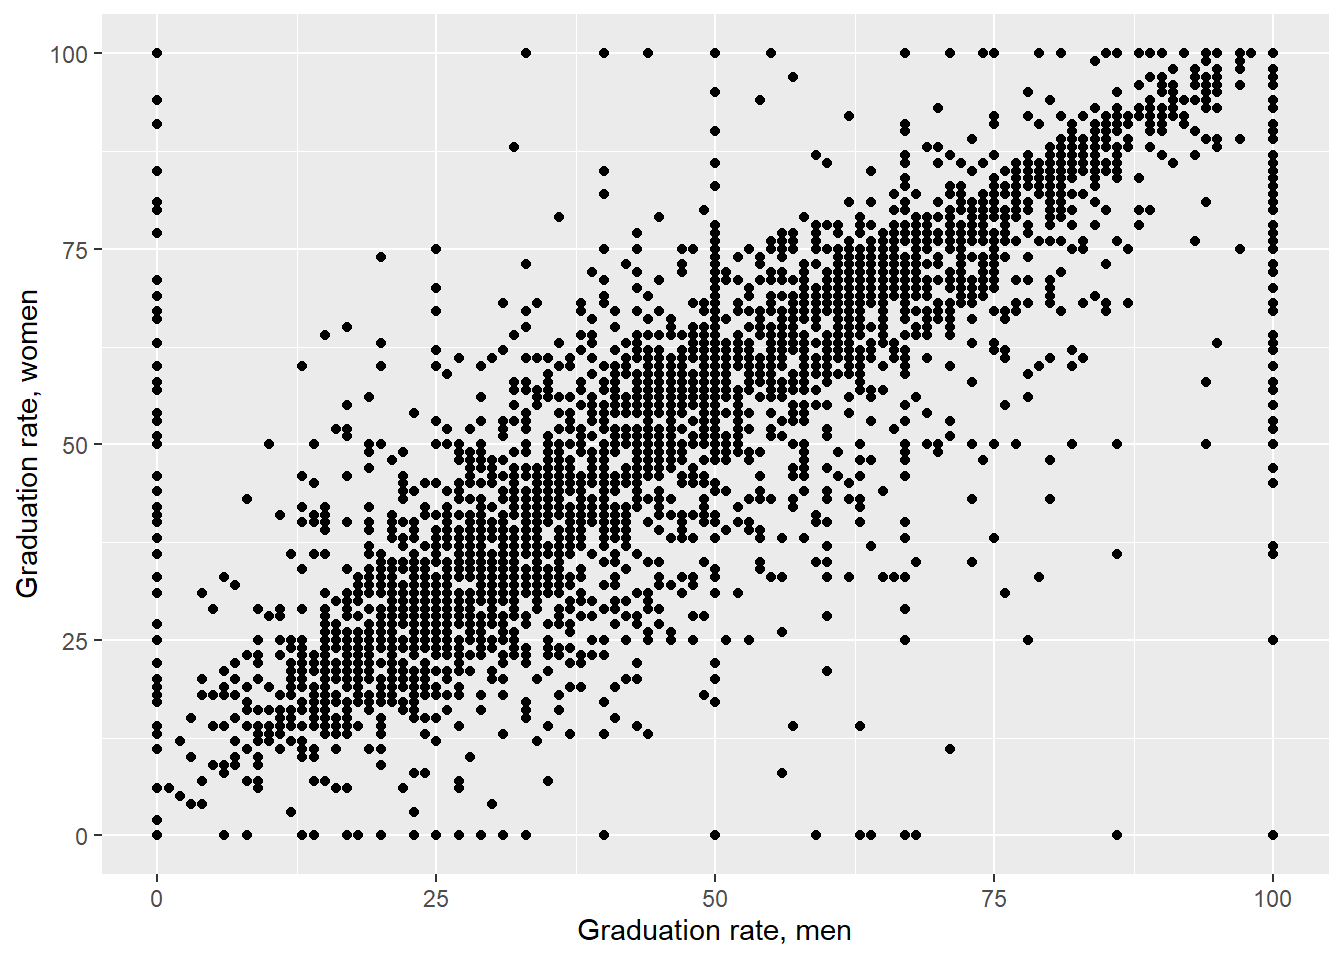 100
75
50
25
0
Graduation rate, women
0 25 50 75 100
Graduation rate, men